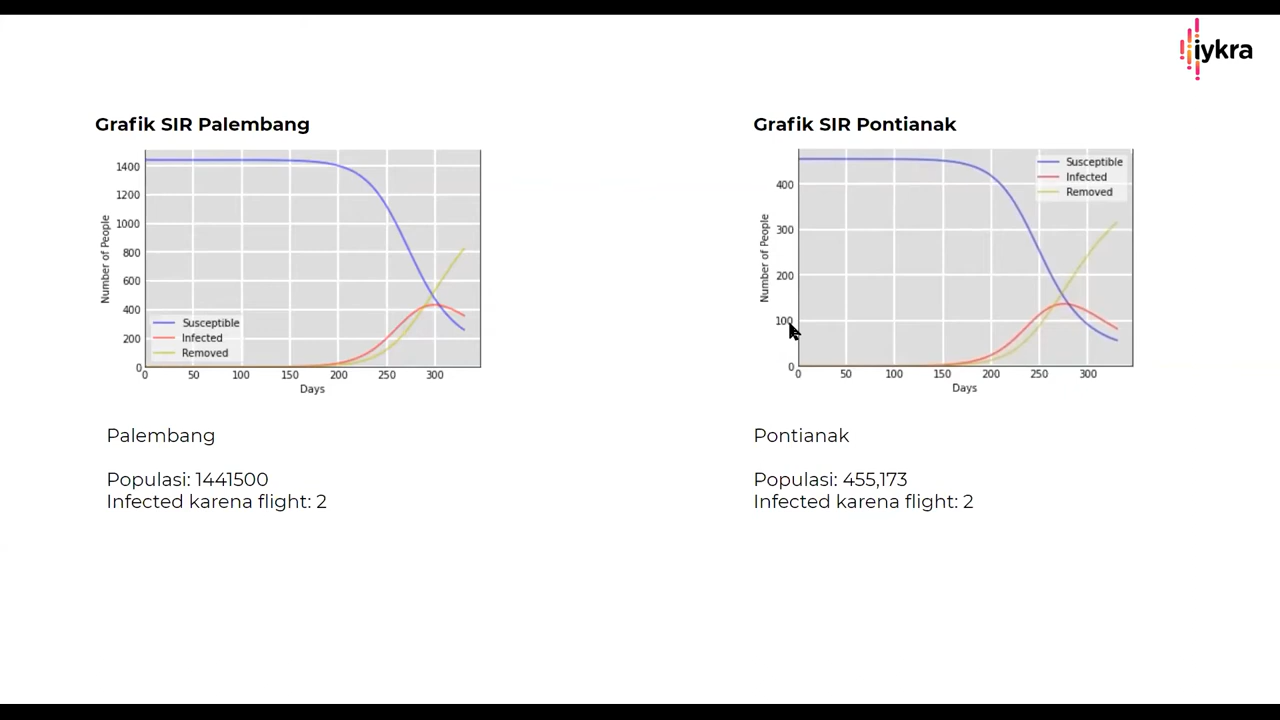 iykra
Grafik SIR Palembang
1400
1200
1000
800
600
400
200
0
Number of People
Susceptible
Infected
Removed
0 50 100 150 200 250 300
Days
Palembang
Populasi: 1441500
Infected karena flight: 2
Grafik SIR Pontianak
400
300
200
100
0
Number of People
Susceptible
Infected
Removed
0 50 100 150 200 250 300
Days
Pontianak
Populasi: 455,173
Infected karena flight: 2